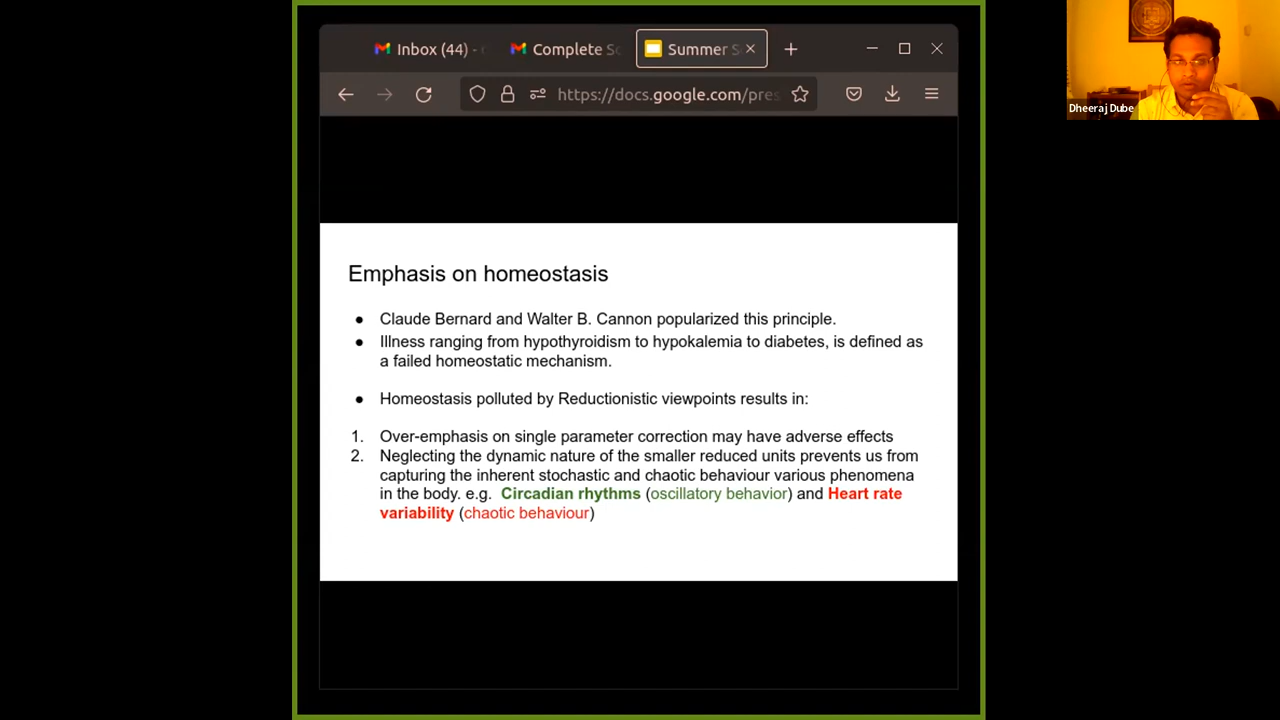 Inbox (44) -
Complete Sc
Summer S
https://docs.google.com/pres
Dheeraj Dube
Emphasis on homeostasis
● Claude Bernard and Walter B. Cannon popularized this principle.
● Illness ranging from hypothyroidism to hypokalemia to diabetes, is defined as
a failed homeostatic mechanism.
● Homeostasis polluted by Reductionistic viewpoints results in:
1. Over-emphasis on single parameter correction may have adverse effects
2. Neglecting the dynamic nature of the smaller reduced units prevents us from
capturing the inherent stochastic and chaotic behaviour various phenomena
in the body. e.g. Circadian rhythms (oscillatory behavior) and Heart rate
variability (chaotic behaviour)